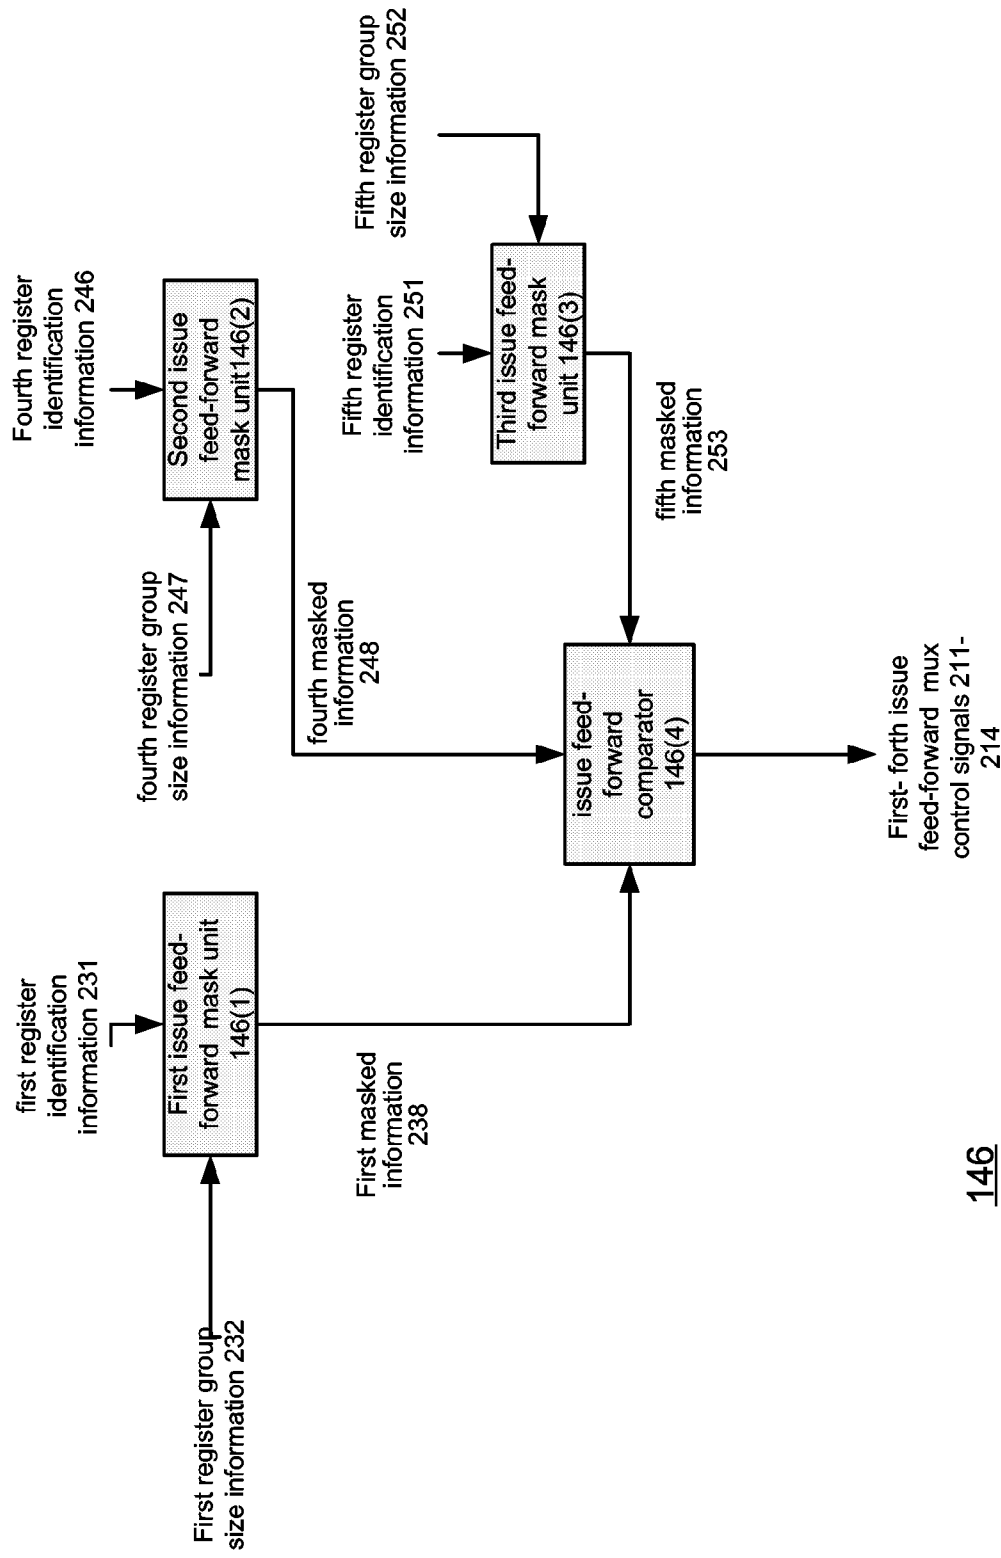 first register
identification
information 231
First register group
size information 232
First issue feed-
forward mask unit
146(1)
First masked
information
238
Fourth register
identification
information 246
fourth register group
size information 247
Second issue
feed-forward
mask unit146(2)
fourth masked
information
248
Fifth register
identification
information 251
Fifth register group
size information 252
Third issue feed-
forward mask
unit 146(3)
fifth masked
information
253
issue feed-
forward
comparator
146(4)
First- forth issue
feed-forward mux
control signals 211-
214
146